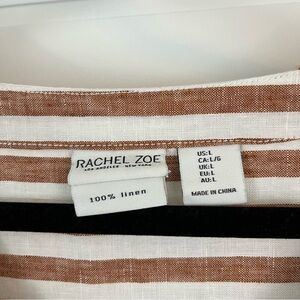 RACHEL ZOE
LOS ANGELES · NEW YORK
100% linen
US:L
CA:L/G
UK:L
EU:L
AU:L
MADE IN CHINA